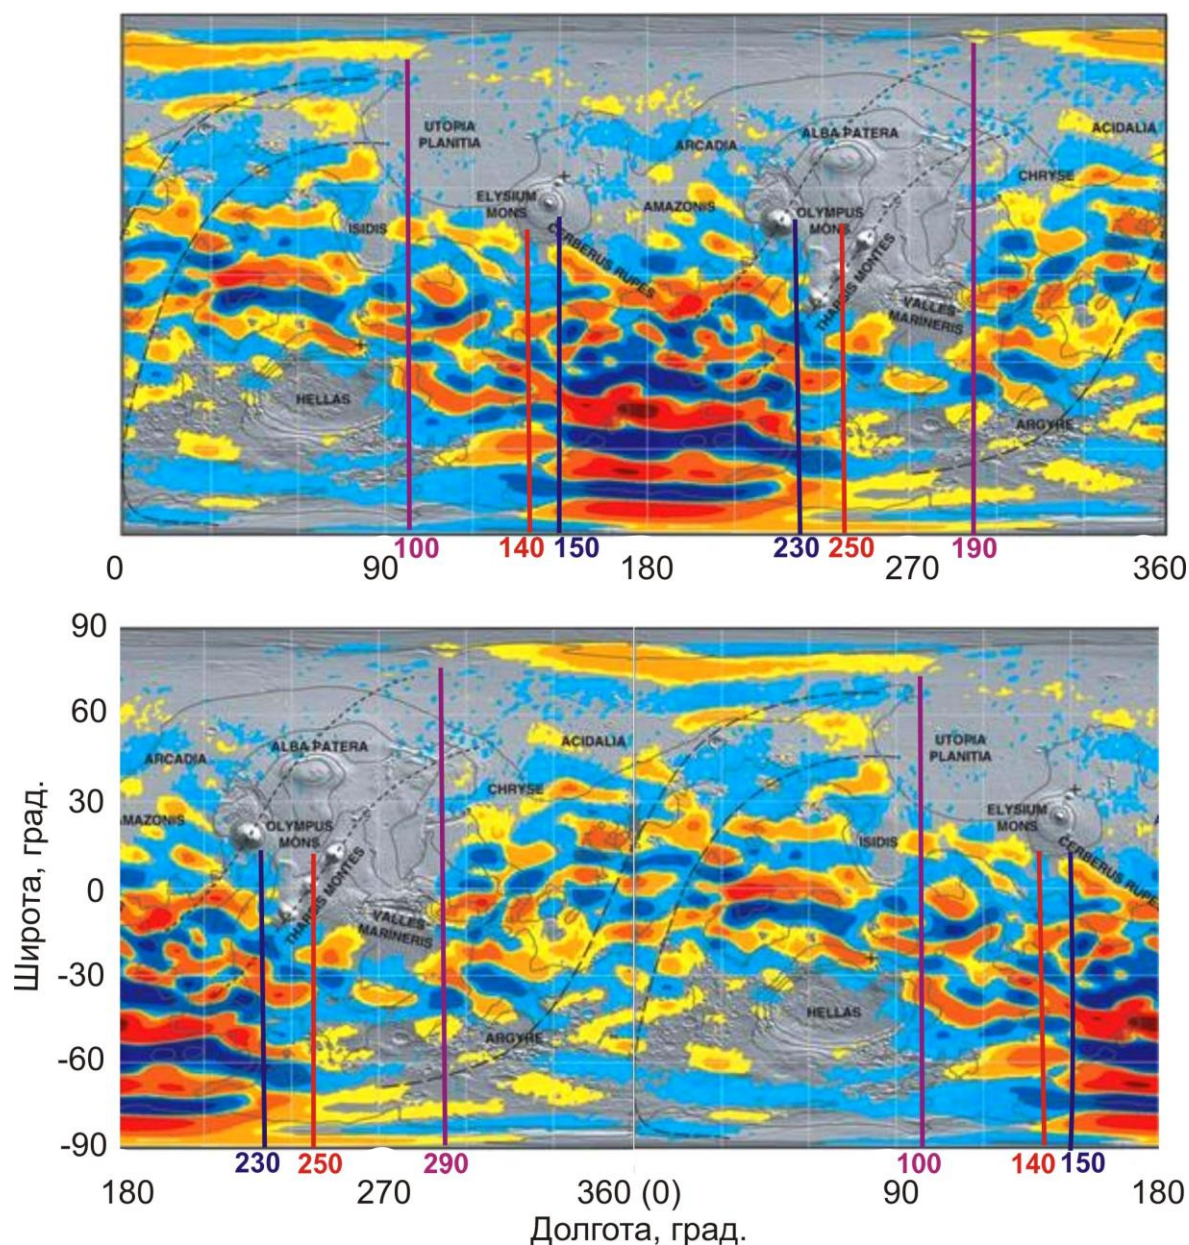 UTOPIA
PLANITIA
ALBA PATERA
ACIDALIA
ARCADIA
CHRYSE
ELYSIUM
MONS
AMAZONIS
OLYMPUS
MONS
ISIDIS
CERBERUS RUPES
THARSIS MONTES
VALLES
MARINERIS
HELLAS
ARGYRE
100 140 150 230 250 190
0 90 180 270 360
Широта, град.
90
60
30
0
-30
-60
-90
ACIDALIA
UTOPIA
PLANITIA
ARCADIA
ALBA PATERA
CHRYSE
ELYSIUM
MONS
AMAZONIS
OLYMPUS
MONS
ISIDIS
CERBERUS RUPES
THARSIS MONTES
VALLES
MARINERIS
HELLAS
ARGYRE
230 250 290 100 140 150
180 270 360 (0) 90 180
Долгота, град.